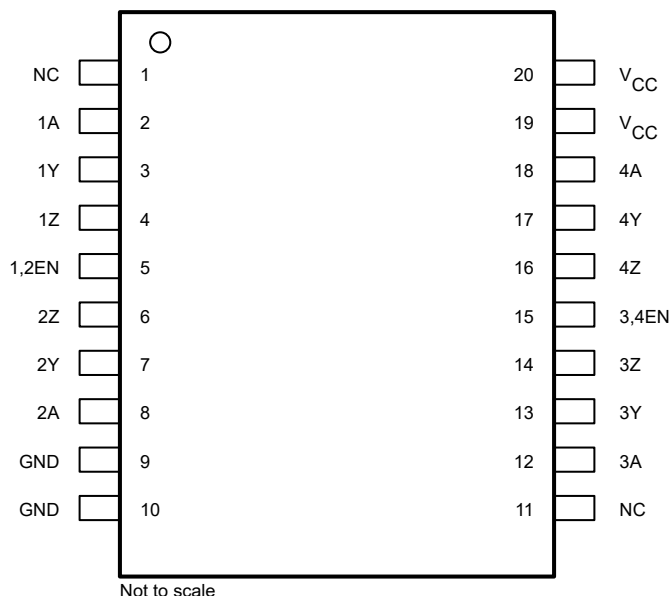 NC 1 20 VCC
1A 2 19 VCC
1Y 3 18 4A
1Z 4 17 4Y
1,2EN 5 16 4Z
2Z 6 15 3,4EN
2Y 7 14 3Z
2A 8 13 3Y
GND 9 12 3A
GND 10 11 NC
Not to scale